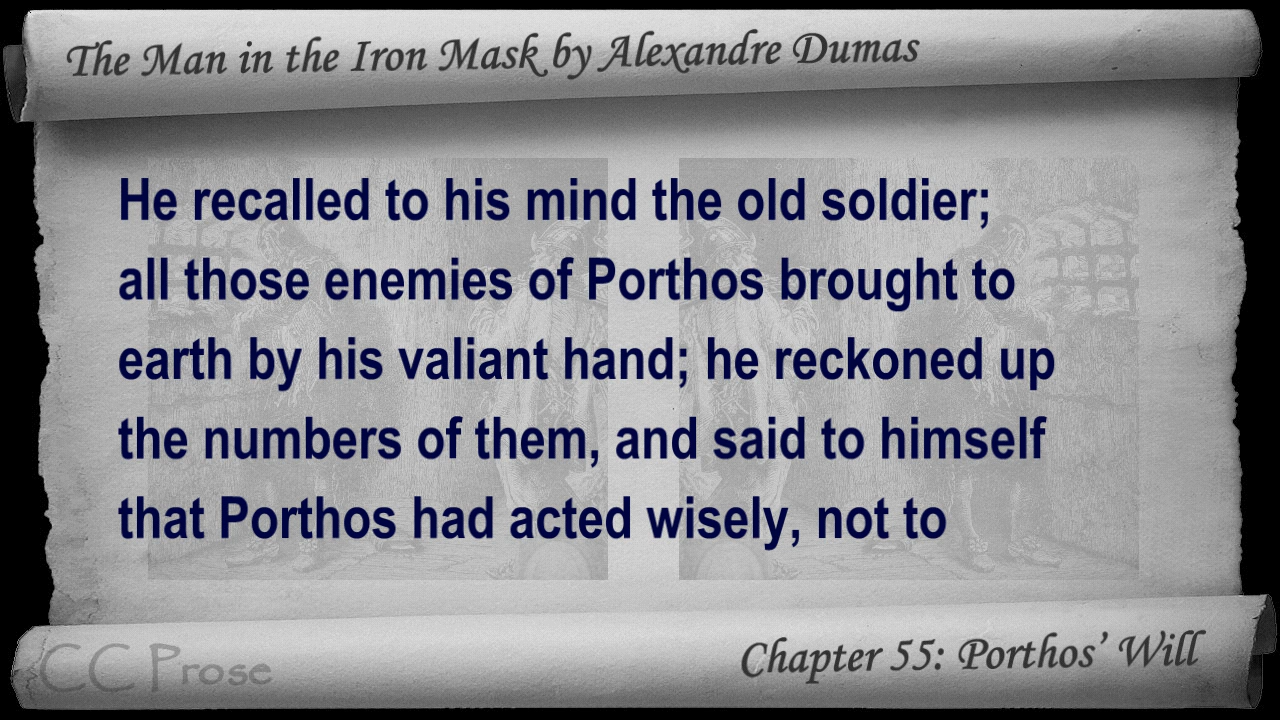 The Man in the Iron Mask by Alexandre Dumas
He recalled to his mind the old soldier;
all those enemies of Porthos brought to
earth by his valiant hand; he reckoned up
the numbers of them, and said to himself
that Porthos had acted wisely, not to
CC Prose
Chapter 55: Porthos’ Will